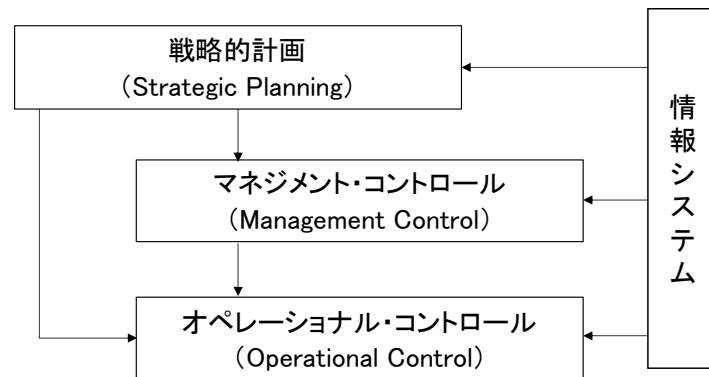 戦略的計画
（Strategic Planning）
マネジメント・コントロール
（Management Control）
オペレーショナル・コントロール
（Operational Control）
情報システム